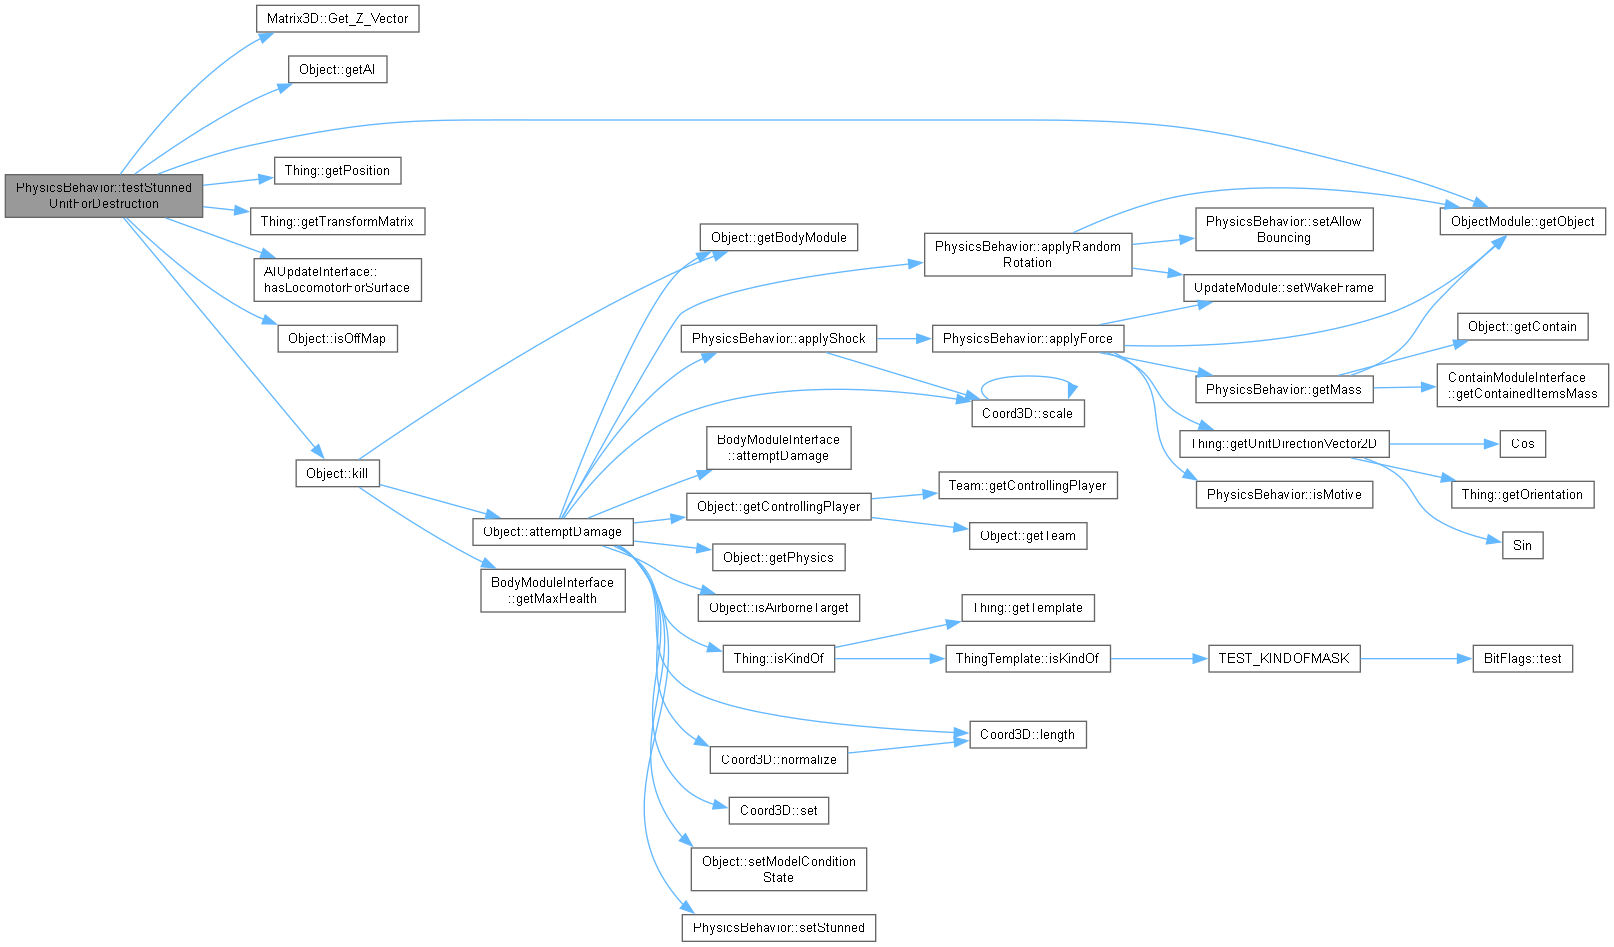 Matrix3D::Get_Z_Vector
Object::getAI
PhysicsBehavior::testStunned
UnitForDestruction
Thing::getPosition
Thing::getTransformMatrix
AIUpdateInterface::
hasLocomotorForSurface
Object::isOffMap
Object::kill
Object::attemptDamage
BodyModuleInterface
::getMaxHealth
Object::getBodyModule
PhysicsBehavior::applyShock
BodyModuleInterface
::attemptDamage
Object::getControllingPlayer
Object::getPhysics
Object::isAirborneTarget
Thing::isKindOf
Coord3D::normalize
Coord3D::set
Object::setModelCondition
State
PhysicsBehavior::setStunned
PhysicsBehavior::applyRandom
Rotation
PhysicsBehavior::applyForce
Coord3D::scale
Team::getControllingPlayer
Object::getTeam
Thing::getTemplate
ThingTemplate::isKindOf
Coord3D::length
PhysicsBehavior::setAllow
Bouncing
UpdateModule::setWakeFrame
PhysicsBehavior::getMass
Thing::getUnitDirectionVector2D
PhysicsBehavior::isMotive
TEST_KINDOFMASK
ObjectModule::getObject
Object::getContain
ContainModuleInterface
::getContainedItemsMass
Cos
Thing::getOrientation
Sin
BitFlags::test